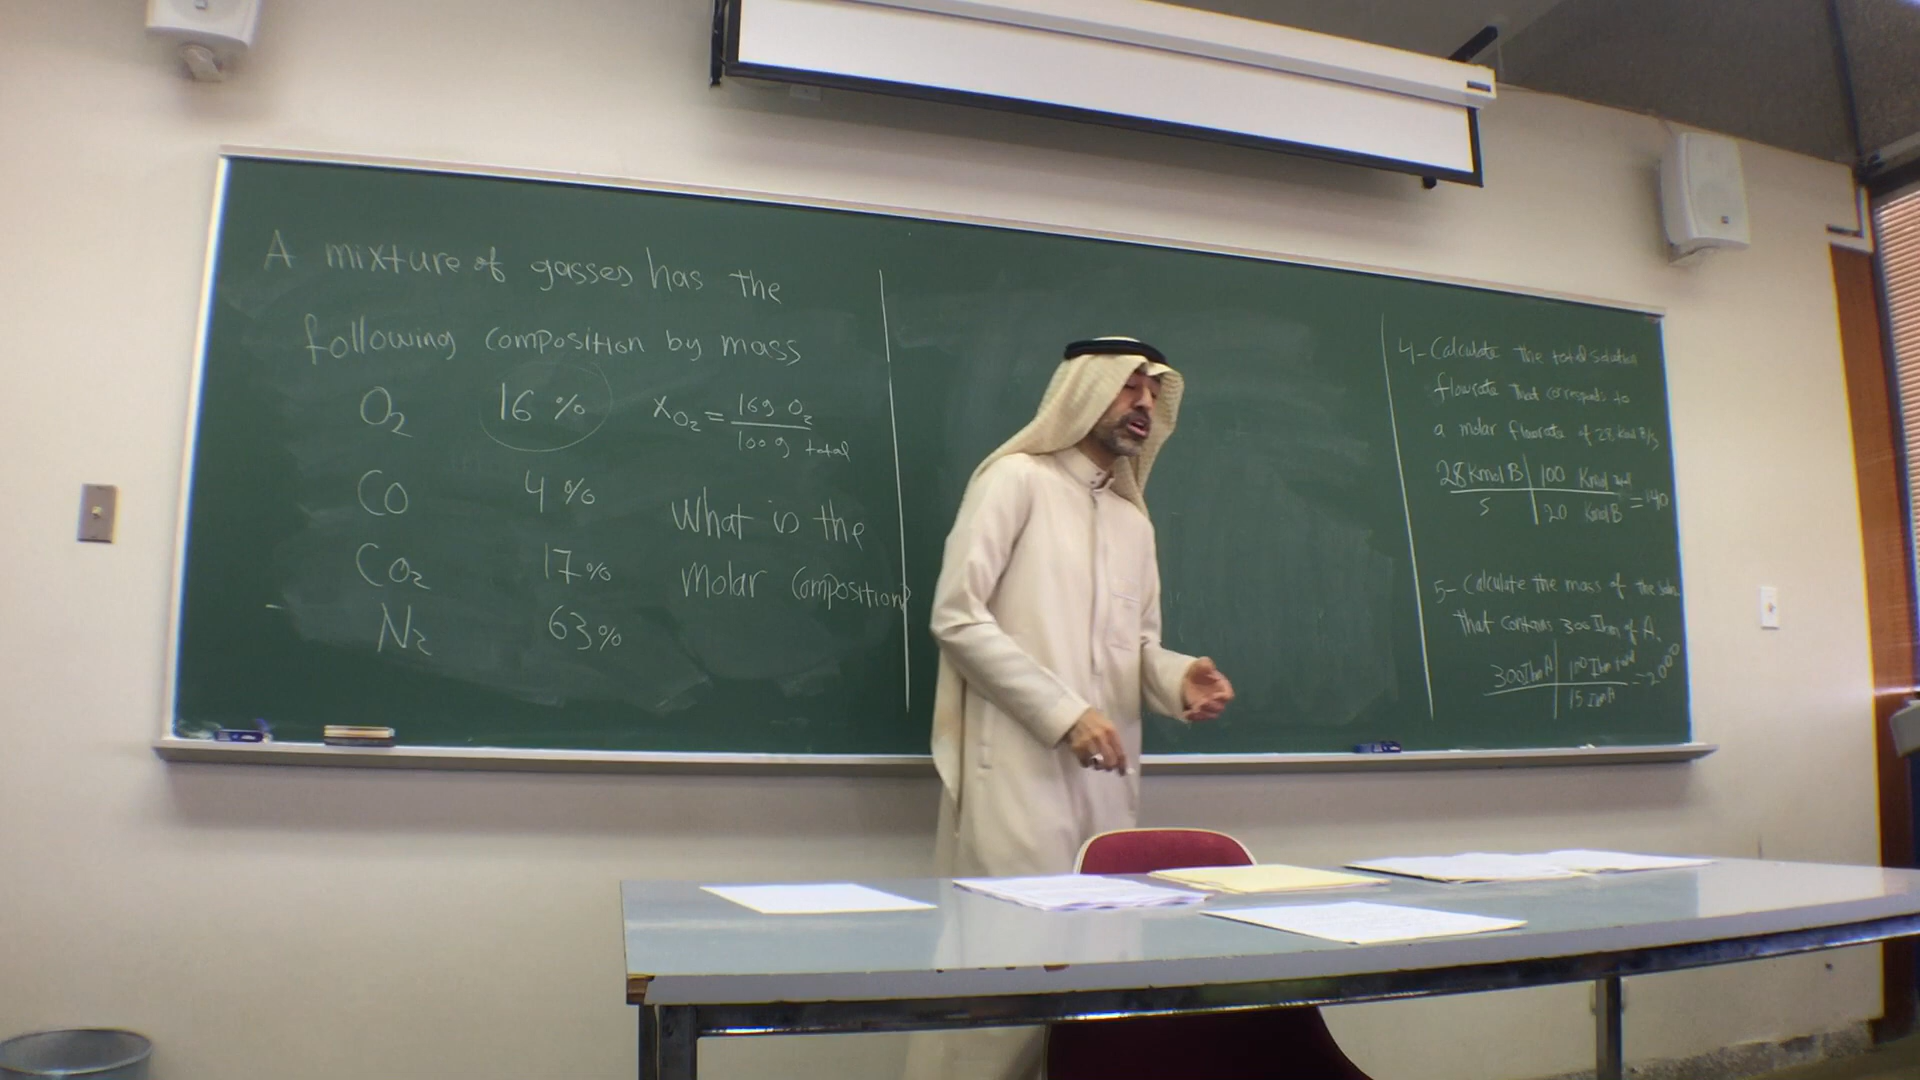 A mixture of gasses has the
following composition by mass
O2 16 % XO2 = 16g O2 / 100 g total
CO 4 %
CO2 17%
N2 63%
What is the
Molar Composition?
4- Calculate the total solution
flowrate that corresponds to
a molar flowrate of 28 kmol B/s
28 Kmol B | 100 Kmol total
S | 20 Kmol B = 140
5- Calculate the mass of the
that contains 300 lbm of A.
300 lbm A | 100 lbm total
15 lbm A = 2000